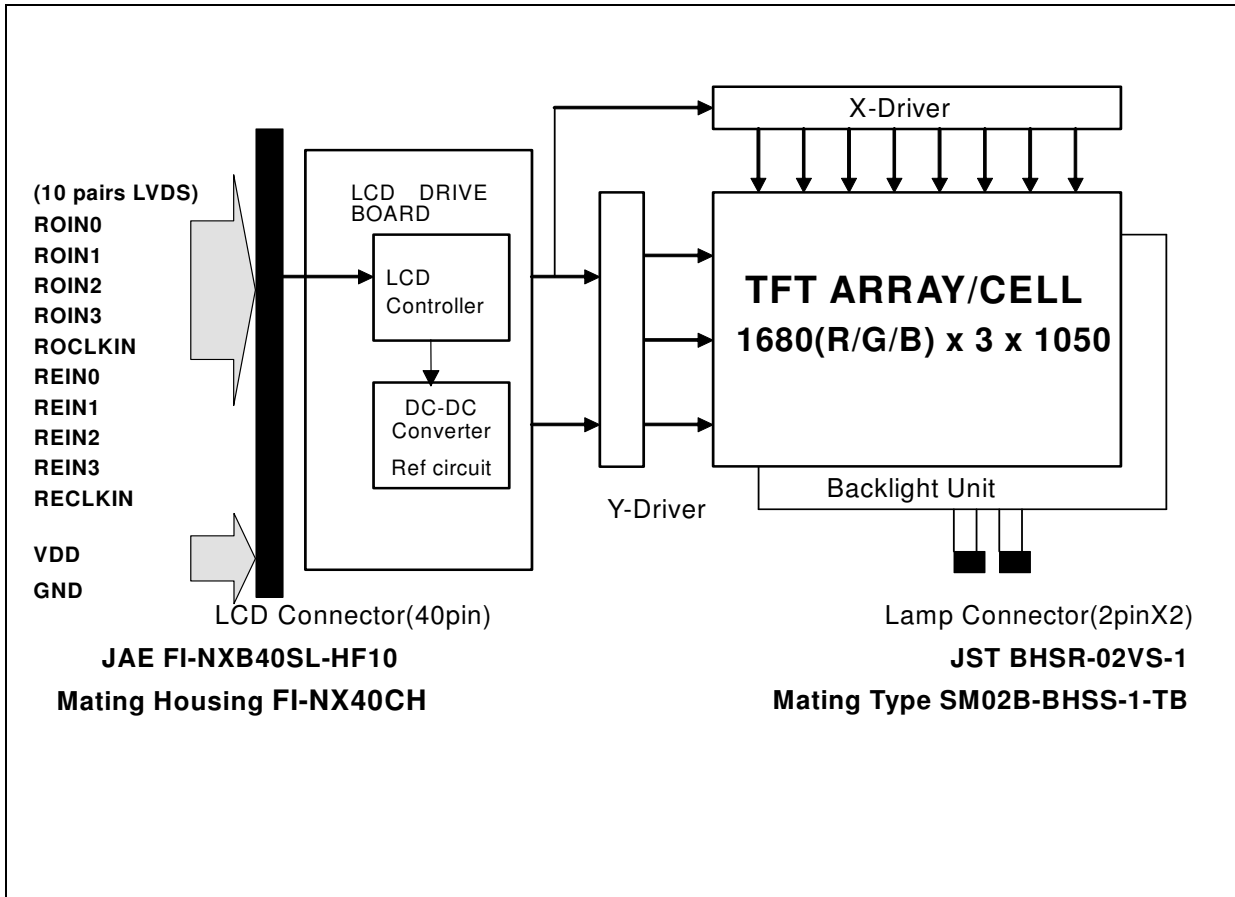 X-Driver
(10 pairs LVDS)
ROIN0
ROIN1
ROIN2
ROIN3
ROCLKIN
REIN0
REIN1
REIN2
REIN3
RECLKIN
VDD
GND
LCD DRIVE
BOARD
LCD
Controller
DC-DC
Converter
Ref circuit
Y-Driver
TFT ARRAY/CELL
1680(R/G/B) x 3 x 1050
Backlight Unit
LCD Connector(40pin)
JAE FI-NXB40SL-HF10
Mating Housing FI-NX40CH
Lamp Connector(2pinX2)
JST BHSR-02VS-1
Mating Type SM02B-BHSS-1-TB